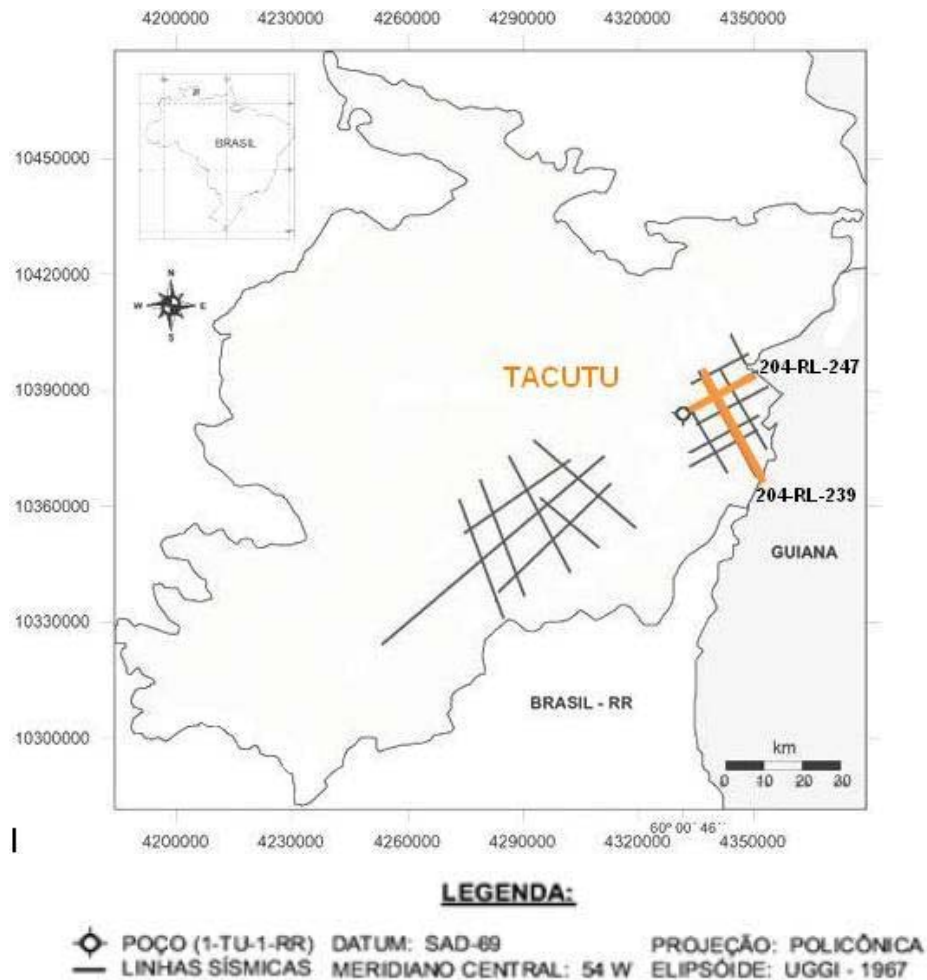 4200000 4230000 4260000 4290000 4320000 4350000
10450000
BRASIL
N
W E
S
10420000
204-RL-247
TACUTU
10390000
204-RL-239
10360000
GUIANA
10330000
BRASIL - RR
10300000
km
0 10 20 30
60º 00´ 46´´
4200000 4230000 4260000 4290000 4320000 4350000
LEGENDA:
POÇO (1-TU-1-RR) DATUM: SAD-69 PROJEÇÃO: POLICÔNICA
LINHAS SÍSMICAS MERIDIANO CENTRAL: 54 W ELIPSÓIDE: UGGI - 1967